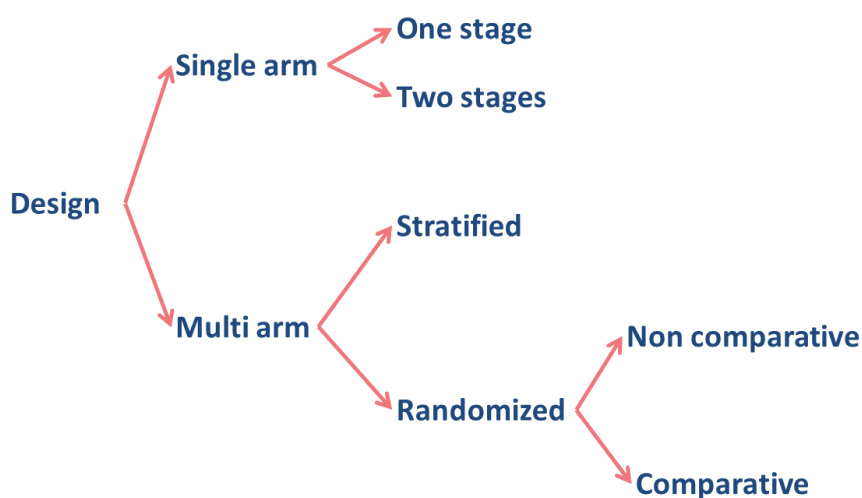 One stage
Single arm
Two stages
Design
Stratified
Multi arm
Non comparative
Randomized
Comparative